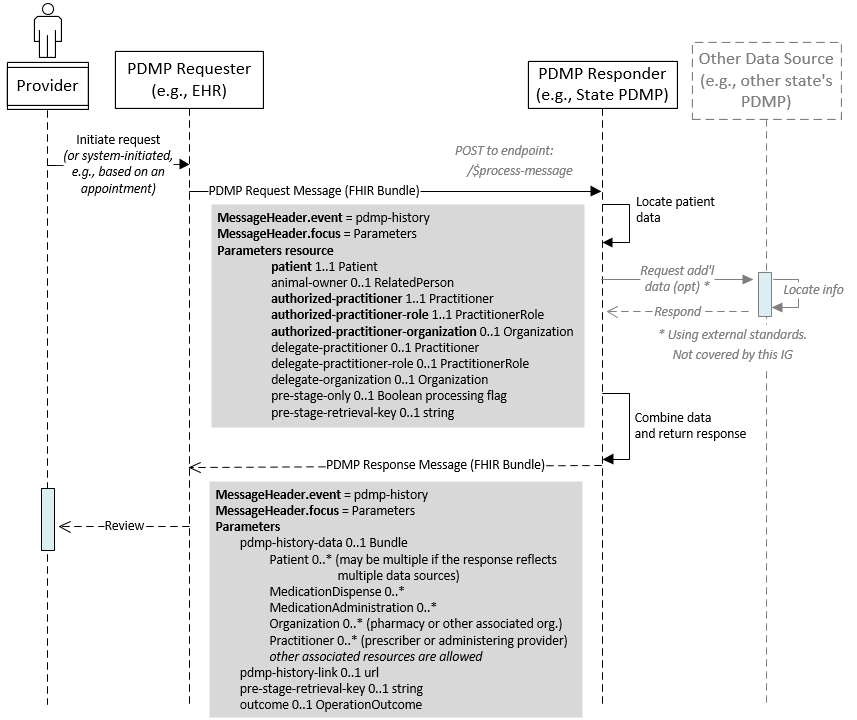 Provider
PDMP Requester
(e.g., EHR)
PDMP Responder
(e.g., State PDMP)
Other Data Source
(e.g., other state's
PDMP)
Initiate request
(or system-initiated,
e.g., based on an
appointment)
POST to endpoint:
/$process-message
PDMP Request Message (FHIR Bundle)
MessageHeader.event = pdmp-history
MessageHeader.focus = Parameters
Parameters resource
patient 1..1 Patient
animal-owner 0..1 RelatedPerson
authorized-practitioner 1..1 Practitioner
authorized-practitioner-role 1..1 PractitionerRole
authorized-practitioner-organization 0..1 Organization
delegate-practitioner 0..1 Practitioner
delegate-practitioner-role 0..1 PractitionerRole
delegate-organization 0..1 Organization
pre-stage-only 0..1 Boolean processing flag
pre-stage-retrieval-key 0..1 string
Locate patient
data
Request add'l
data (opt) *
Locate info
Respond
* Using external standards.
Not covered by this IG
Combine data
and return response
PDMP Response Message (FHIR Bundle)
MessageHeader.event = pdmp-history
MessageHeader.focus = Parameters
Parameters
pdmp-history-data 0..1 Bundle
Patient 0..* (may be multiple if the response reflects
multiple data sources)
MedicationDispense 0..*
MedicationAdministration 0..*
Organization 0..* (pharmacy or other associated org.)
Practitioner 0..* (prescriber or administering provider)
other associated resources are allowed
pdmp-history-link 0..1 url
pre-stage-retrieval-key 0..1 string
outcome 0..1 OperationOutcome
Review